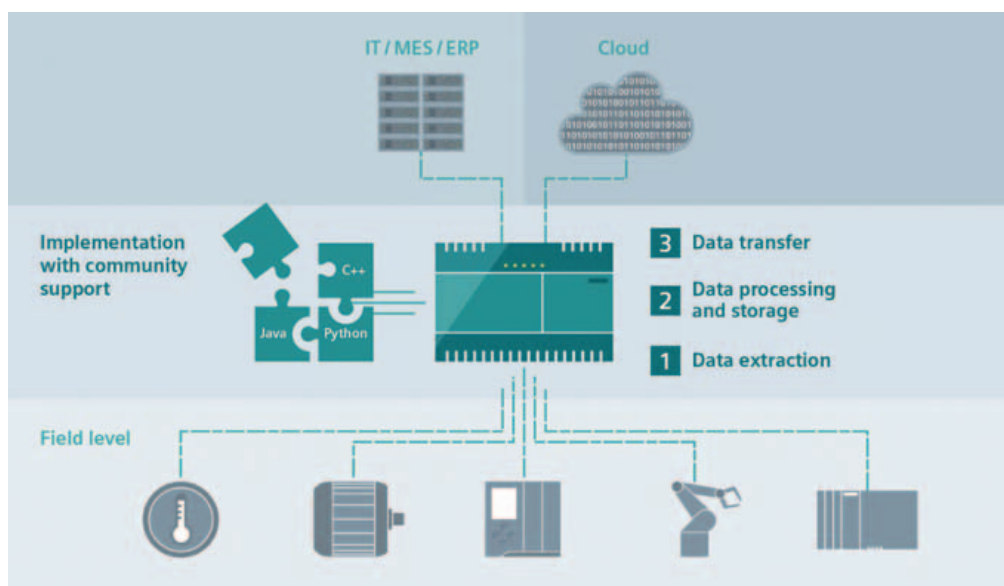 IT / MES / ERP
Cloud
Implementation
with community
support
C++
Java
Python
3 Data transfer
2 Data processing
and storage
1 Data extraction
Field level